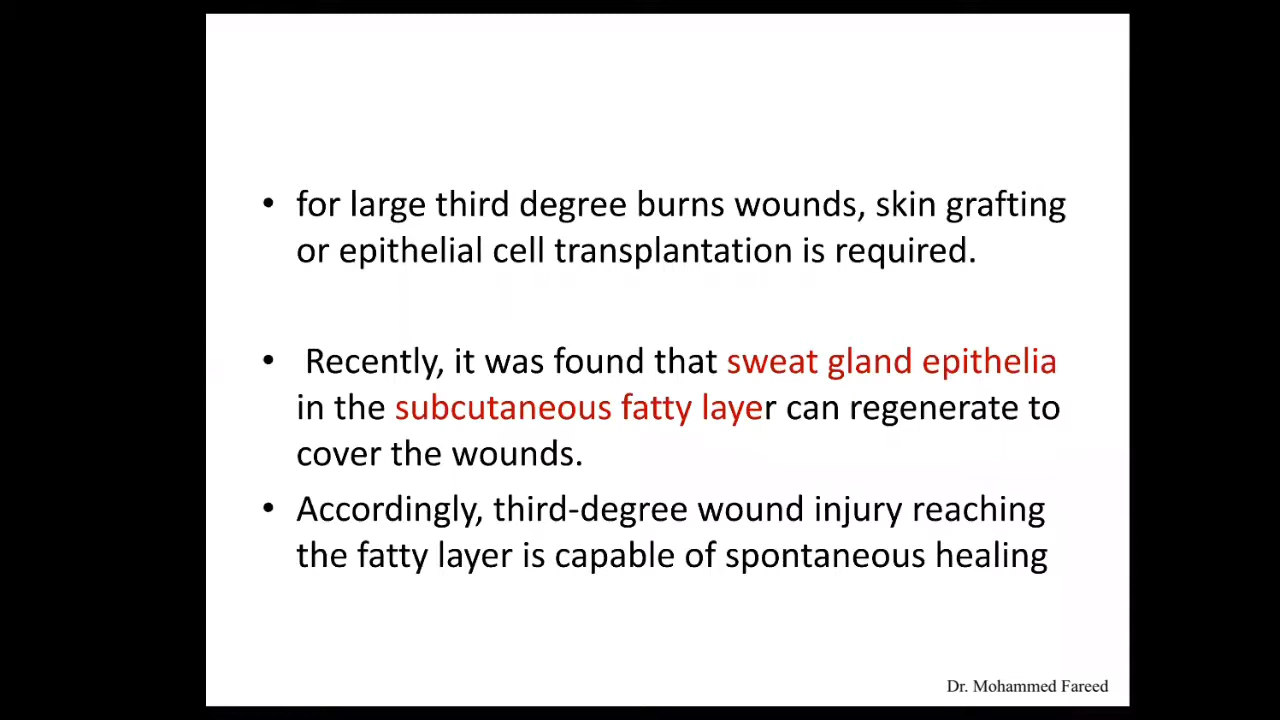 • for large third degree burns wounds, skin grafting
or epithelial cell transplantation is required.
• Recently, it was found that sweat gland epithelia
in the subcutaneous fatty layer can regenerate to
cover the wounds.
• Accordingly, third-degree wound injury reaching
the fatty layer is capable of spontaneous healing
Dr. Mohammed Fareed